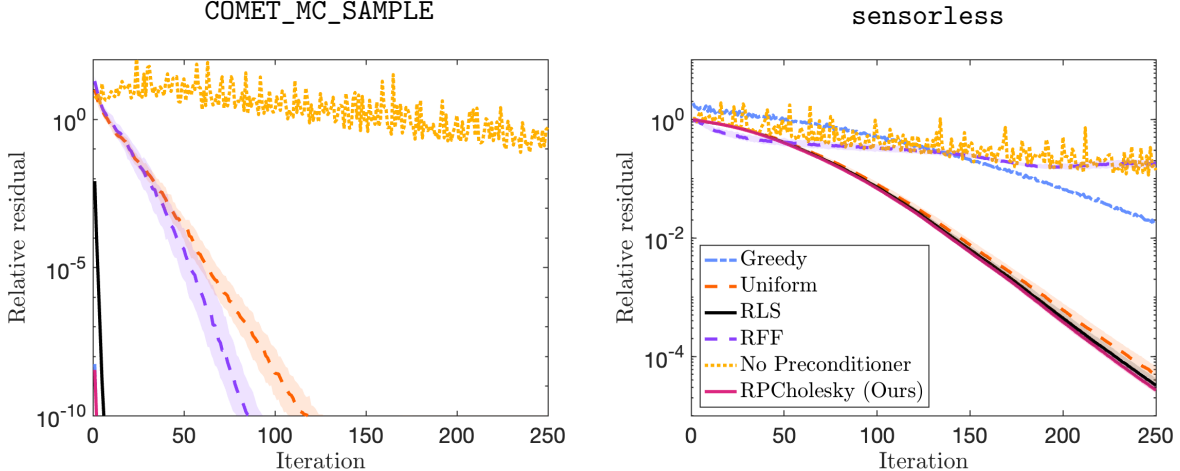 COMET_MC_SAMPLE
Relative residual
10^0
10^-5
10^-10
0 50 100 150 200 250
Iteration
sensorless
Relative residual
10^0
10^-2
10^-4
Greedy
Uniform
RLS
RFF
No Preconditioner
RPCholesky (Ours)
0 50 100 150 200 250
Iteration